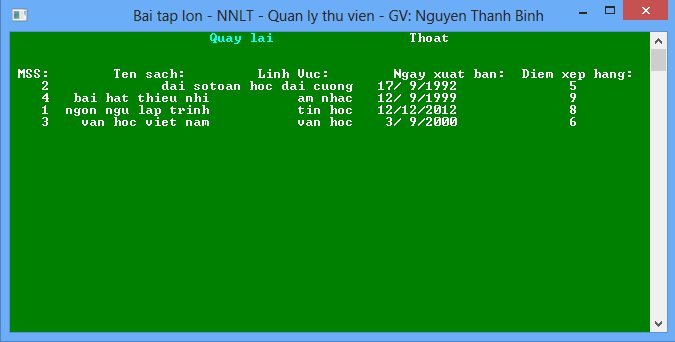 Bai tap lon - NNLT - Quan ly thu vien - GV: Nguyen Thanh Binh
Quay lai Thoat
MSS: Ten sach: Linh Vuc: Ngay xuat ban: Diem xep hang:
2 dai sotoan hoc dai cuong 17/ 9/1992 5
4 bai hat thieu nhi am nhac 12/ 9/1999 9
1 ngon ngu lap trinh tin hoc 12/12/2012 8
3 van hoc viet nam van hoc 3/ 9/2000 6